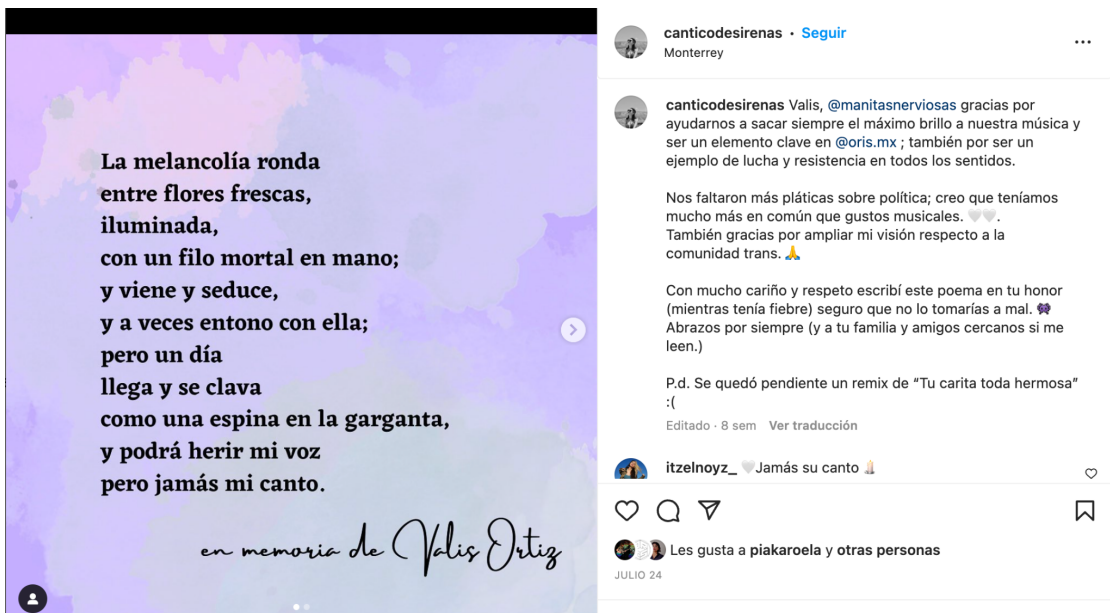 La melancolía ronda
entre flores frescas,
iluminada,
con un filo mortal en mano;
y viene y seduce,
y a veces entono con ella;
pero un día
llega y se clava
como una espina en la garganta,
y podrá herir mi voz
pero jamás mi canto.
en memoria de Valis Ortiz
canticodesirenas • Seguir
Monterrey
canticodesirenas Valis, @manitasnerviosas gracias por
ayudarnos a sacar siempre el máximo brillo a nuestra música y
ser un elemento clave en @oris.mx ; también por ser un
ejemplo de lucha y resistencia en todos los sentidos.
Nos faltaron más pláticas sobre política; creo que teníamos
mucho más en común que gustos musicales. 🤍🤍.
También gracias por ampliar mi visión respecto a la
comunidad trans. 🙏
Con mucho cariño y respeto escribí este poema en tu honor
(mientras tenía fiebre) seguro que no lo tomarías a mal. 👾
Abrazos por siempre (y a tu familia y amigos cercanos si me
leen.)
P.d. Se quedó pendiente un remix de “Tu carita toda hermosa”
:(
Editado · 8 sem Ver traducción
itzelnoyz_ 🤍Jamás su canto 🕯️
Les gusta a piakaroela y otras personas
JULIO 24